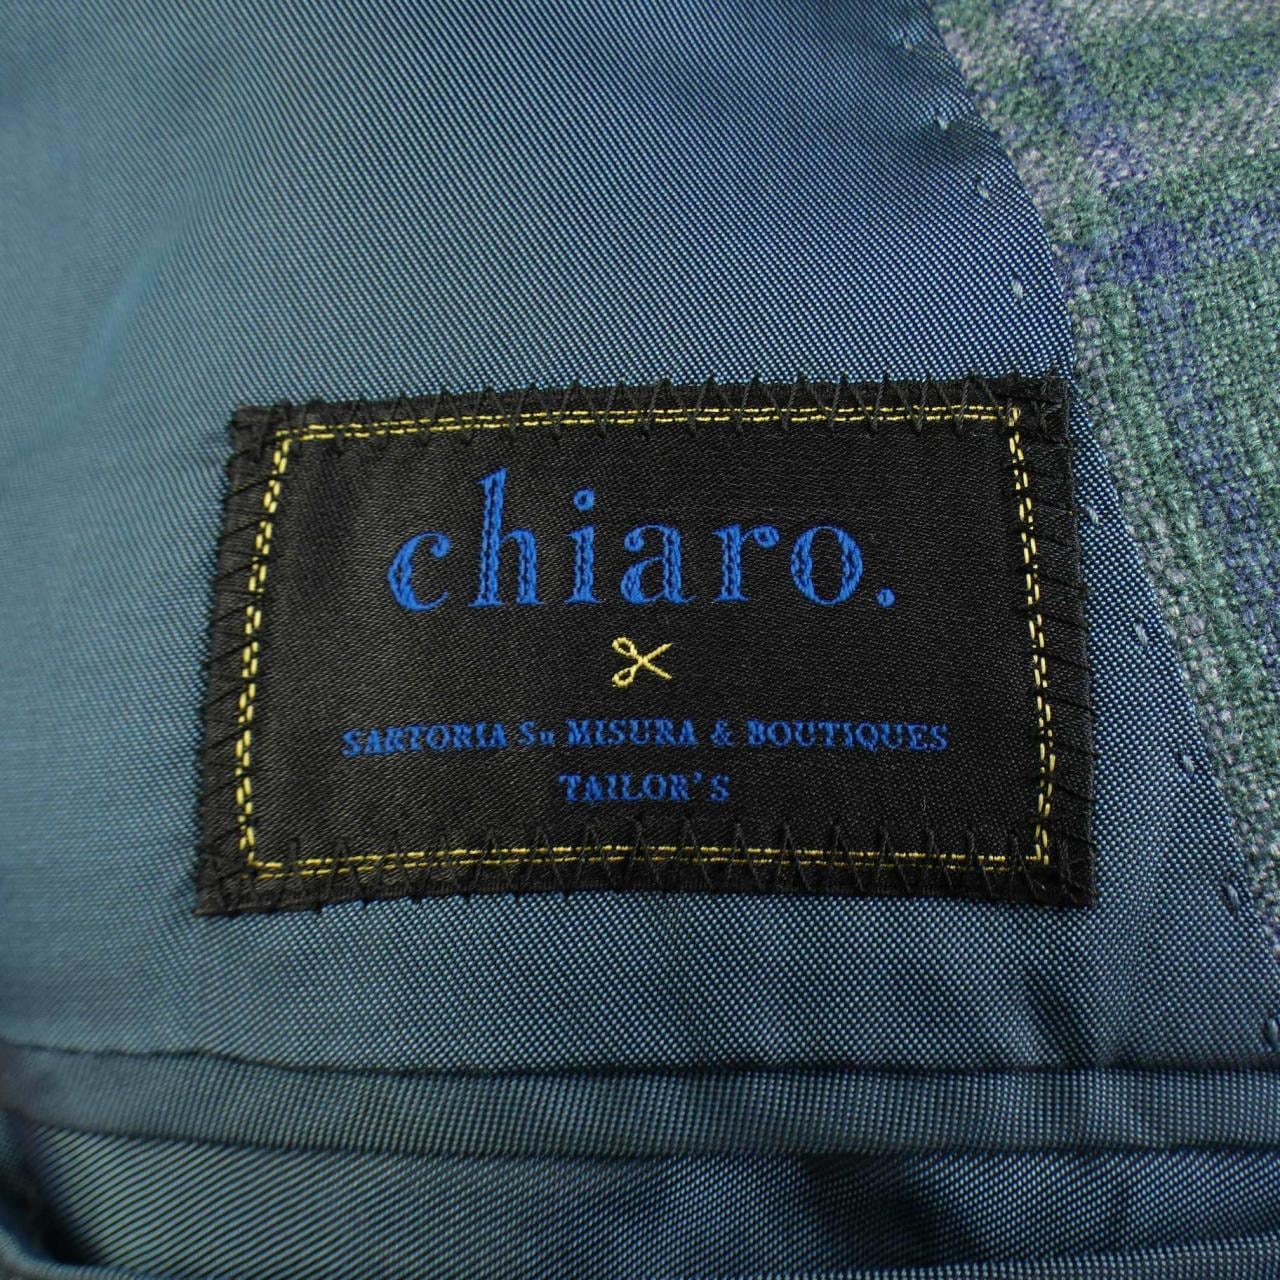 chiaro.
SARTORIA Su MISURA & BOUTIQUES
TAILOR'S